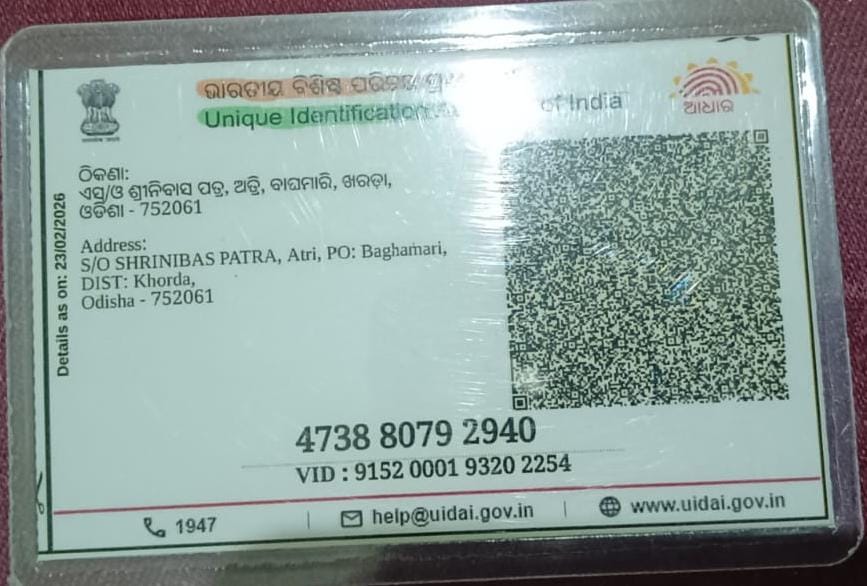 ଭାରତୀୟ ବିଶିଷ୍ଟ ପରିଚୟ
Unique Identification of India
ଆଧାର
ଠିକଣା:
ଏସ୍/ଓ ଶ୍ରୀନିବାସ ପତ୍ର, ଅତ୍ରି, ବାଘମାରି, ଖରଡ଼ା,
ଓଡିଶା - 752061
Address:
S/O SHRINIBAS PATRA, Atri, PO: Baghamari,
DIST: Khorda,
Odisha - 752061
Details as on: 23/02/2026
4738 8079 2940
VID : 9152 0001 9320 2254
1947
help@uidai.gov.in
www.uidai.gov.in